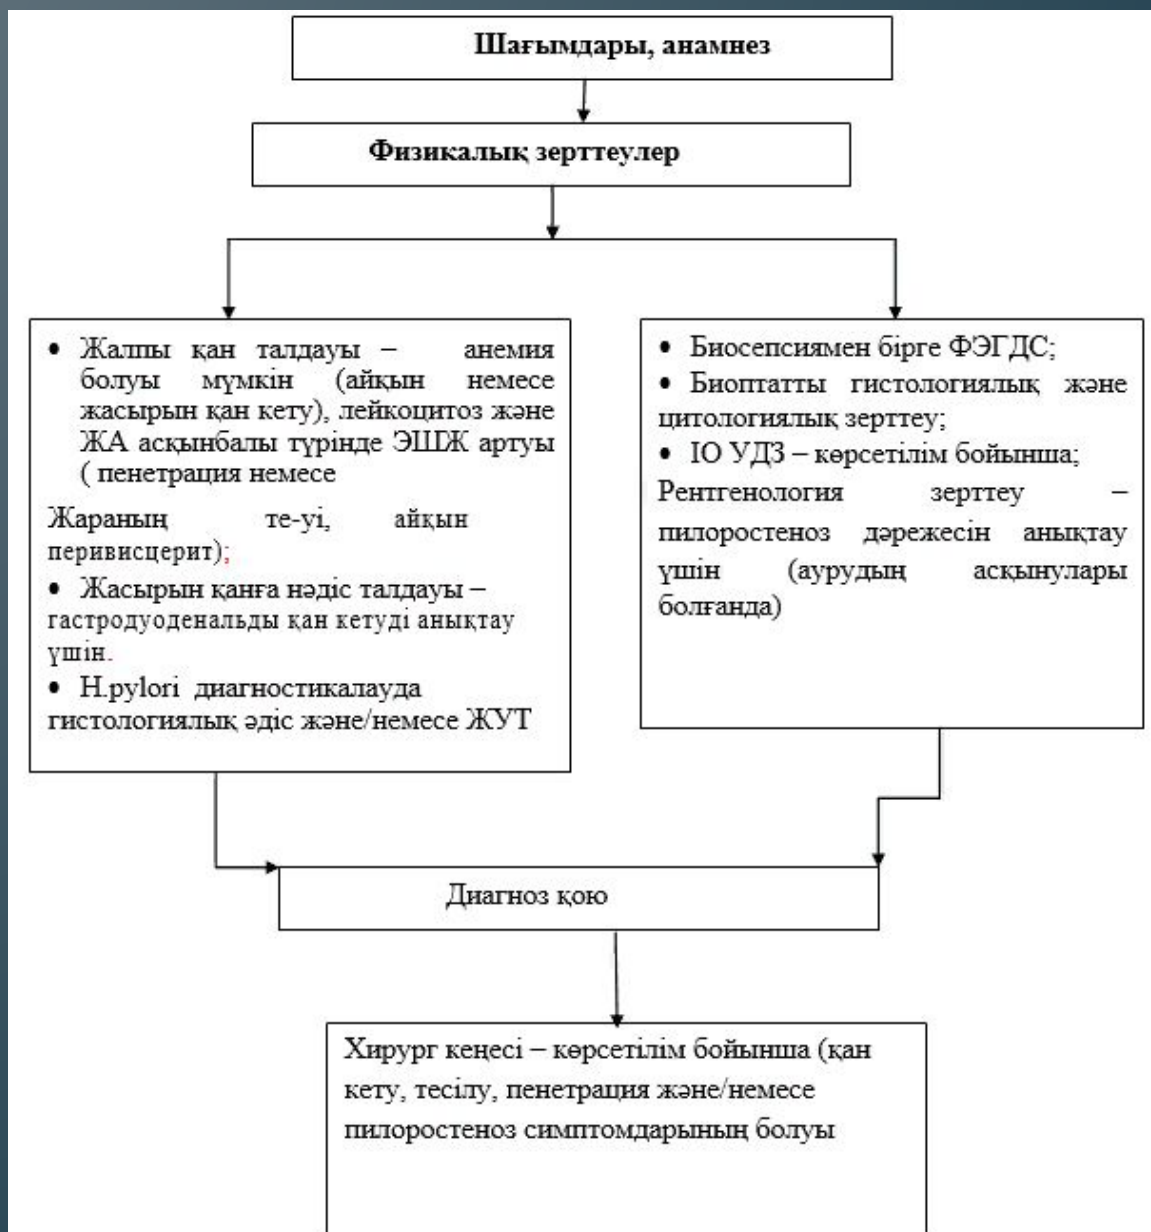 Шағымдары, анамнез
Физикалық зерттеулер
• Жалпы қан талдауы – анемия
болуы мүмкін (айқын немесе
жасырын қан кету), лейкоцитоз және
ЖА асқынбалы түрінде ЭШЖ артуы
( пенетрация немесе
Жараның те-уі, айқын
перивисцерит);
• Жасырын қанға нәдіс талдауы –
гастродуоденальды қан кетуді анықтау
үшін.
• H.pylori диагностикалауда
гистологиялық әдіс және/немесе ЖУТ
• Биосепсиямен бірге ФЭГДС;
• Биоптатты гистологиялық және
цитологиялық зерттеу;
• ІО УДЗ – көрсетілім бойынша;
Рентгенология зерттеу –
пилоростеноз дәрежесін анықтау
үшін (аурудың асқынулары
болғанда)
Диагноз қою
Хирург кеңесі – көрсетілім бойынша (қан
кету, тесілу, пенетрация және/немесе
пилоростеноз симптомдарының болуы